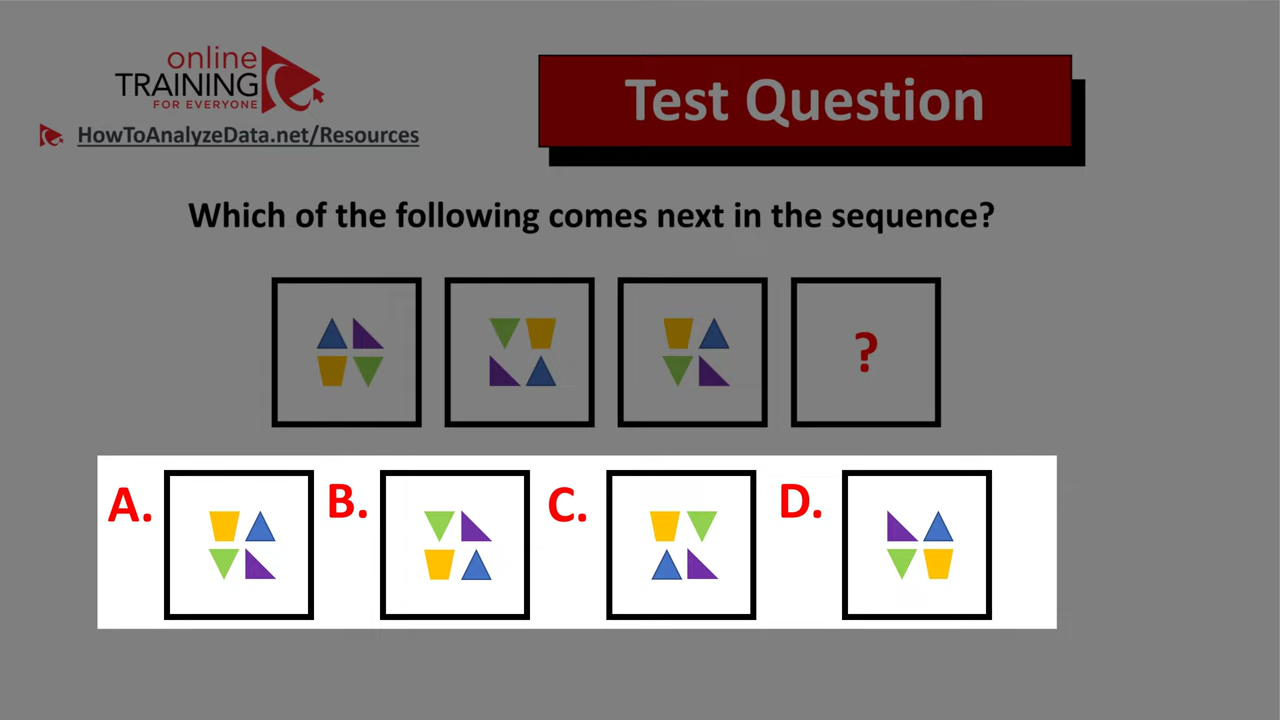 online
TRAINING
FOR EVERYONE
HowToAnalyzeData.net/Resources
Test Question
Which of the following comes next in the sequence?
?
A. B. C. D.